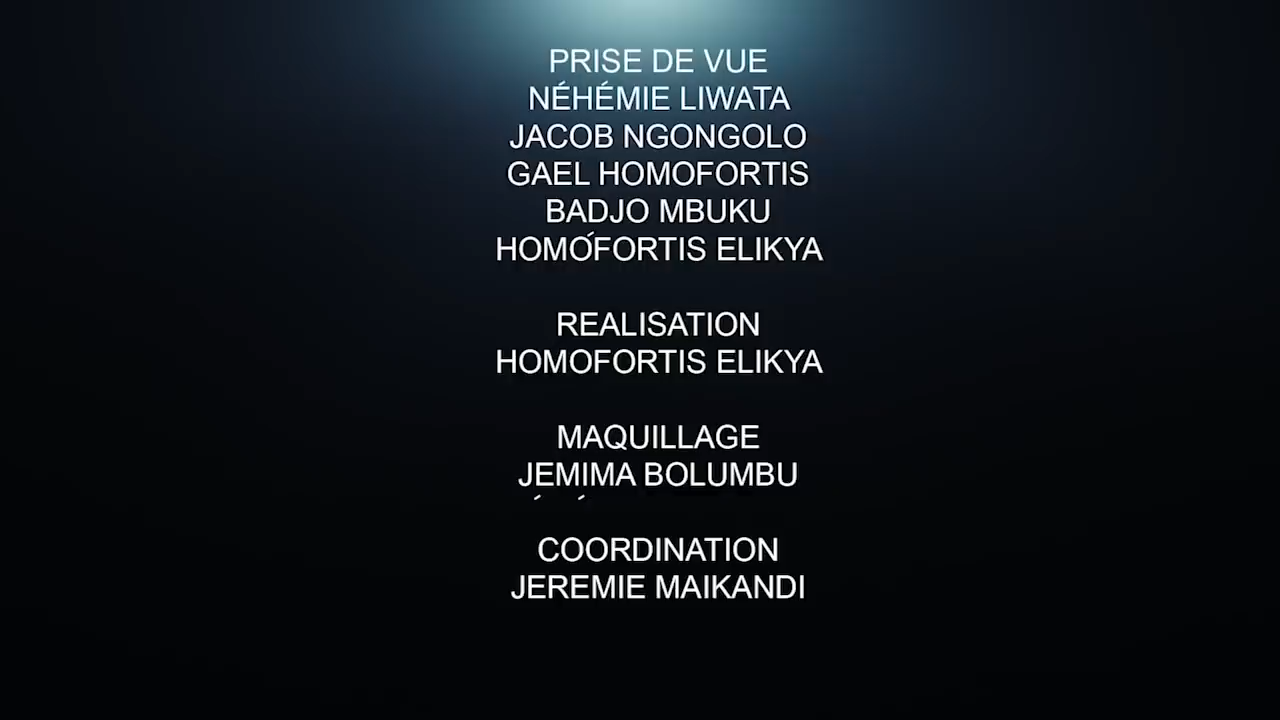 PRISE DE VUE
NÉHÉMIE LIWATA
JACOB NGONGOLO
GAEL HOMOFORTIS
BADJO MBUKU
HOMOFORTIS ELIKYA
REALISATION
HOMOFORTIS ELIKYA
MAQUILLAGE
JEMIMA BOLUMBU
COORDINATION
JEREMIE MAIKANDI